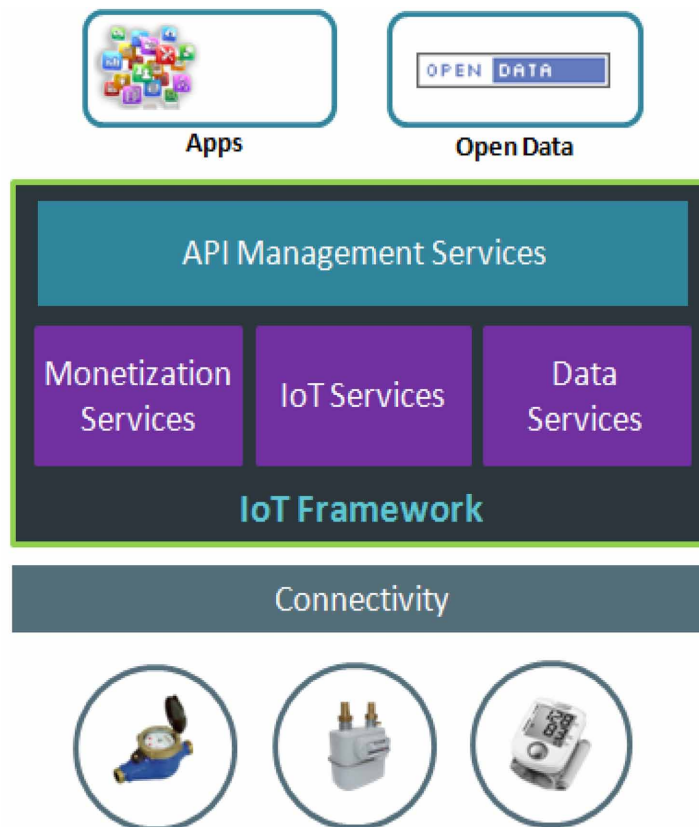 OPEN DATA
Apps
Open Data
API Management Services
Monetization
Services
IoT Services
Data
Services
IoT Framework
Connectivity